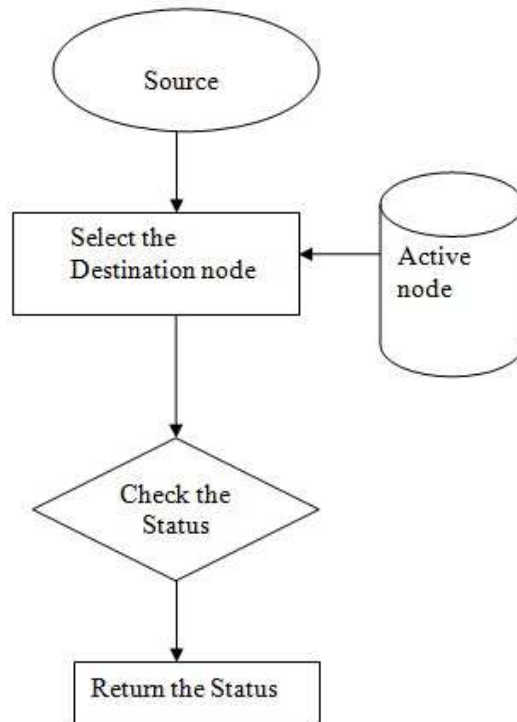 Source
Select the
Destination node
Active
node
Check the
Status
Return the Status